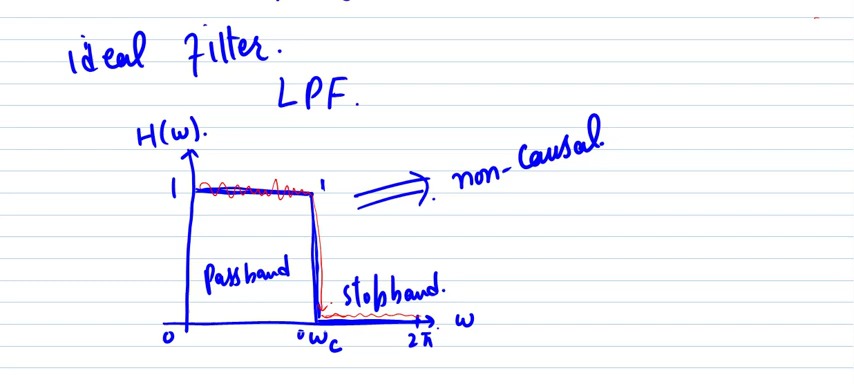 ideal filter.
LPF.
H(ω).
non-causal.
1
1
Passband
stopband.
0
ωc
2π
ω